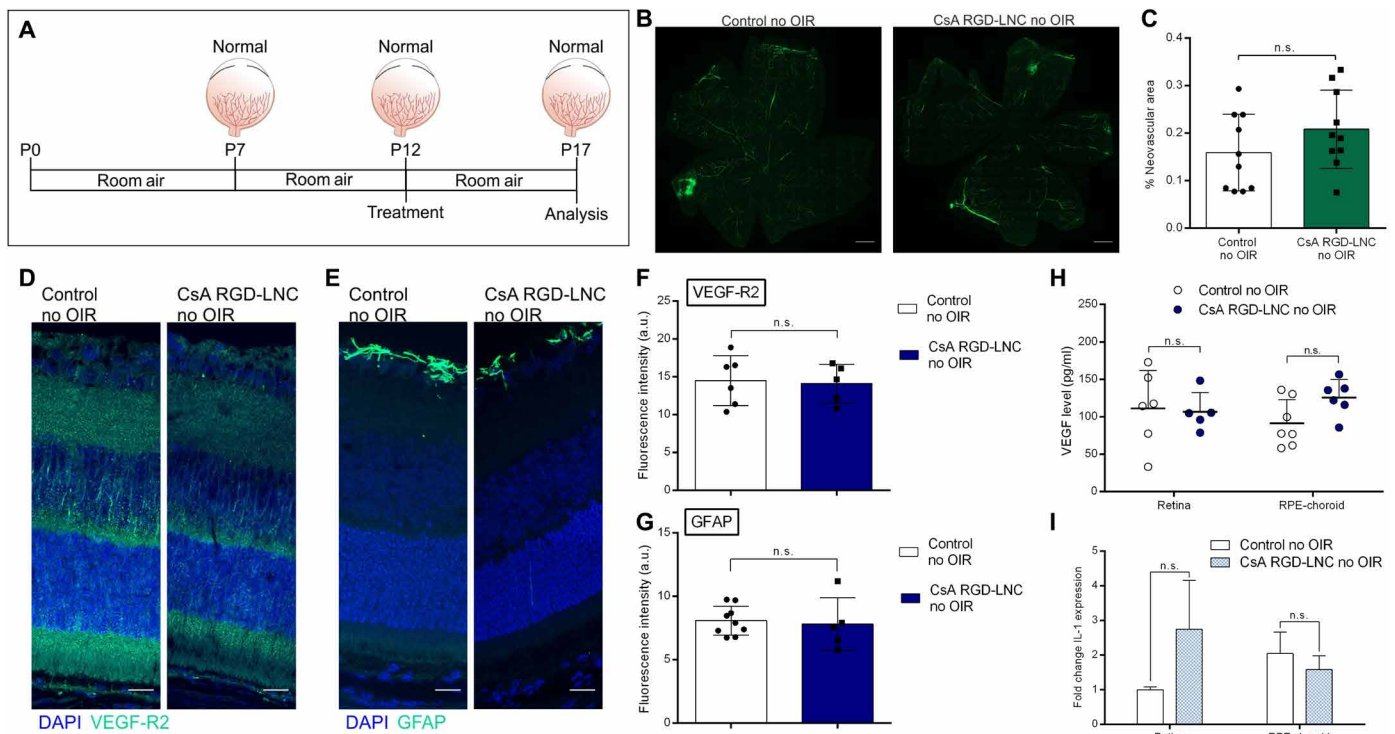 A
Normal
Normal
Normal
P0
P7
P12
P17
Room air
Room air
Room air
Treatment
Analysis
B
Control no OIR
CsA RGD-LNC no OIR
C
% Neovascular area
0.4
0.3
0.2
0.1
0.0
n.s.
Control
no OIR
CsA RGD-LNC
no OIR
D
Control
no OIR
CsA RGD-LNC
no OIR
DAPI VEGF-R2
E
Control
no OIR
CsA RGD-LNC
no OIR
DAPI GFAP
F
VEGF-R2
Fluorescence intensity (a.u.)
25
20
15
10
5
0
n.s.
Control
no OIR
CsA RGD-LNC
no OIR
G
GFAP
Fluorescence intensity (a.u.)
15
10
5
0
n.s.
Control
no OIR
CsA RGD-LNC
no OIR
H
Control no OIR
CsA RGD-LNC no OIR
VEGF level (pg/ml)
250
200
150
100
50
0
n.s.
n.s.
Retina
RPE-choroid
I
Control no OIR
CsA RGD-LNC no OIR
Fold change IL-1 expression
5
4
3
2
1
0
n.s.
n.s.